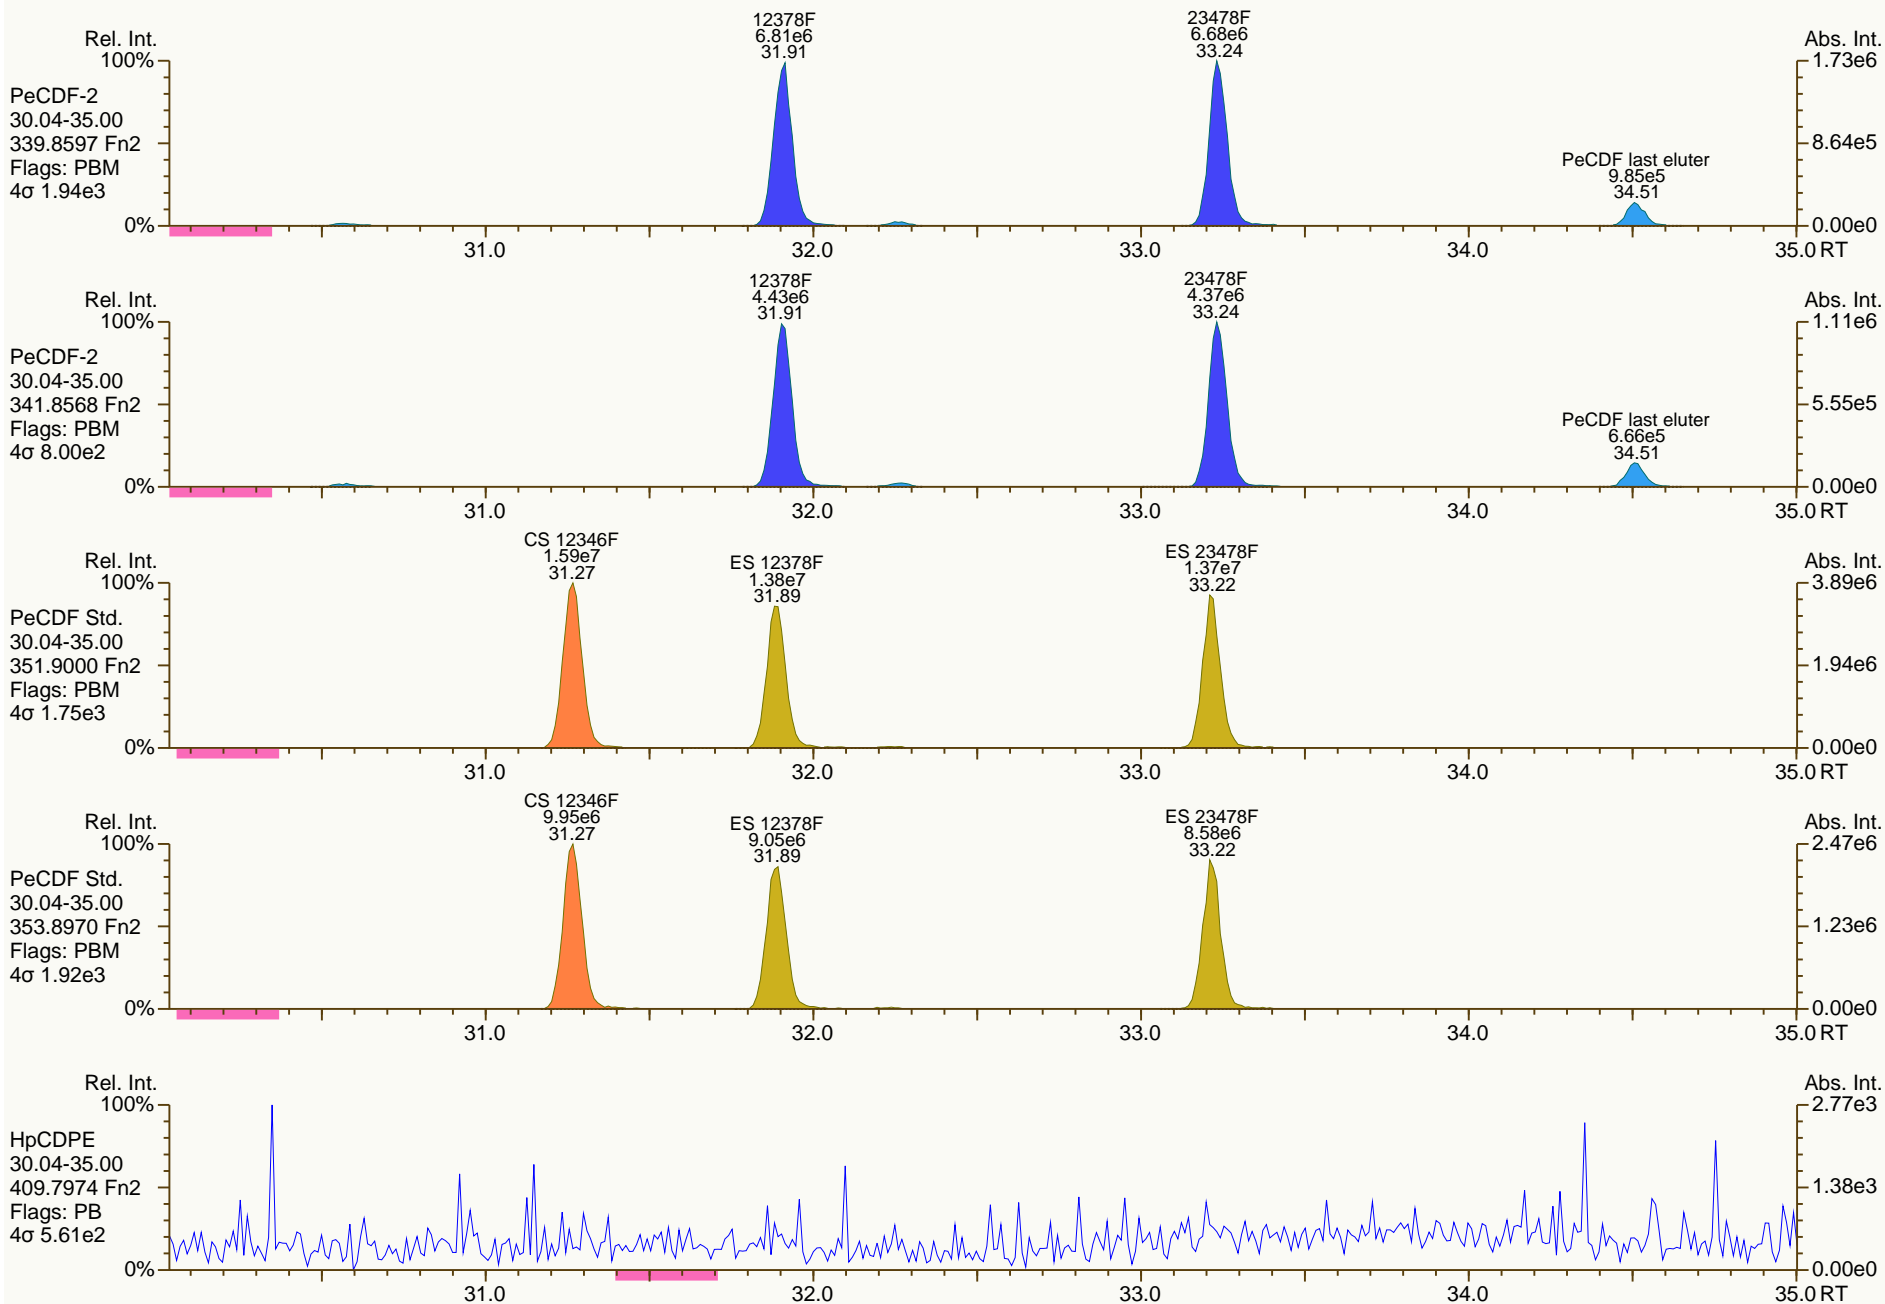 12378F
6.81e6
31.91
23478F
6.68e6
33.24
Rel. Int.
Abs. Int.
100%
1.73e6
PeCDF-2
30.04-35.00
339.8597 Fn2
Flags: PBM
4σ 1.94e3
8.64e5
PeCDF last eluter
9.85e5
34.51
0%
0.00e0
31.0 32.0 33.0 34.0 35.0 RT
12378F
4.43e6
31.91
23478F
4.37e6
33.24
Rel. Int.
Abs. Int.
100%
1.11e6
PeCDF-2
30.04-35.00
341.8568 Fn2
Flags: PBM
4σ 8.00e2
5.55e5
PeCDF last eluter
6.66e5
34.51
0%
0.00e0
31.0 32.0 33.0 34.0 35.0 RT
CS 12346F
1.59e7
31.27
ES 12378F
1.38e7
31.89
ES 23478F
1.37e7
33.22
Rel. Int.
Abs. Int.
100%
3.89e6
PeCDF Std.
30.04-35.00
351.9000 Fn2
Flags: PBM
4σ 1.75e3
1.94e6
0%
0.00e0
31.0 32.0 33.0 34.0 35.0 RT
CS 12346F
9.95e6
31.27
ES 12378F
9.05e6
31.89
ES 23478F
8.58e6
33.22
Rel. Int.
Abs. Int.
100%
2.47e6
PeCDF Std.
30.04-35.00
353.8970 Fn2
Flags: PBM
4σ 1.92e3
1.23e6
0%
0.00e0
31.0 32.0 33.0 34.0 35.0 RT
Rel. Int.
Abs. Int.
100%
2.77e3
HpCDPE
30.04-35.00
409.7974 Fn2
Flags: PB
4σ 5.61e2
1.38e3
0%
0.00e0
31.0 32.0 33.0 34.0 35.0 RT